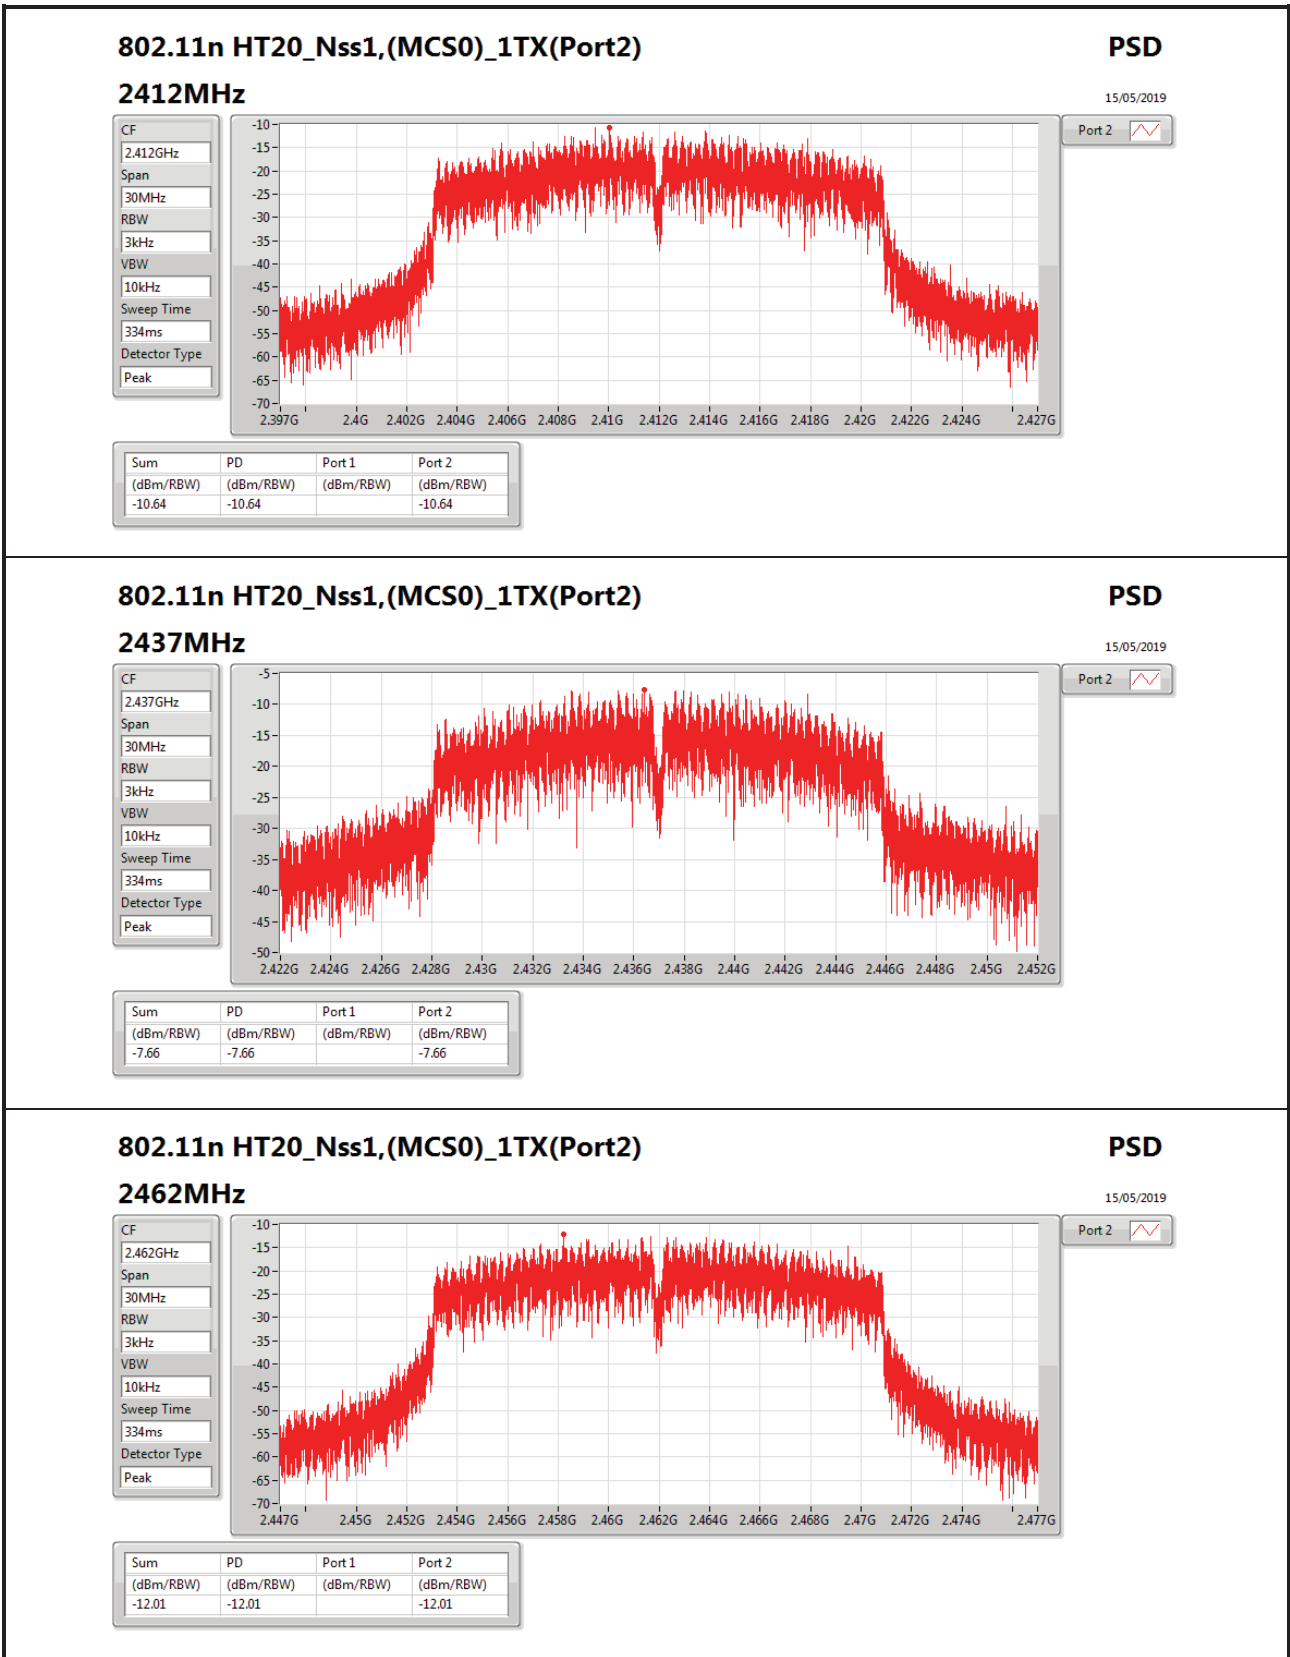 802.11n HT20_Nss1,(MCS0)_1TX(Port2) PSD
2412MHz 15/05/2019
CF
2.412GHz
Span
30MHz
RBW
3kHz
VBW
10kHz
Sweep Time
334ms
Detector Type
Peak
-10
-15
-20
-25
-30
-35
-40
-45
-50
-55
-60
-65
-70
2.397G 2.4G 2.402G 2.404G 2.406G 2.408G 2.41G 2.412G 2.414G 2.416G 2.418G 2.42G 2.422G 2.424G 2.427G
Port 2
Sum PD Port 1 Port 2
(dBm/RBW) (dBm/RBW) (dBm/RBW) (dBm/RBW)
-10.64 -10.64 -10.64
802.11n HT20_Nss1,(MCS0)_1TX(Port2) PSD
2437MHz 15/05/2019
CF
2.437GHz
Span
30MHz
RBW
3kHz
VBW
10kHz
Sweep Time
334ms
Detector Type
Peak
-5
-10
-15
-20
-25
-30
-35
-40
-45
-50
2.422G 2.424G 2.426G 2.428G 2.43G 2.432G 2.434G 2.436G 2.438G 2.44G 2.442G 2.444G 2.446G 2.448G 2.45G 2.452G
Port 2
Sum PD Port 1 Port 2
(dBm/RBW) (dBm/RBW) (dBm/RBW) (dBm/RBW)
-7.66 -7.66 -7.66
802.11n HT20_Nss1,(MCS0)_1TX(Port2) PSD
2462MHz 15/05/2019
CF
2.462GHz
Span
30MHz
RBW
3kHz
VBW
10kHz
Sweep Time
334ms
Detector Type
Peak
-10
-15
-20
-25
-30
-35
-40
-45
-50
-55
-60
-65
-70
2.447G 2.45G 2.452G 2.454G 2.456G 2.458G 2.46G 2.462G 2.464G 2.466G 2.468G 2.47G 2.472G 2.474G 2.477G
Port 2
Sum PD Port 1 Port 2
(dBm/RBW) (dBm/RBW) (dBm/RBW) (dBm/RBW)
-12.01 -12.01 -12.01